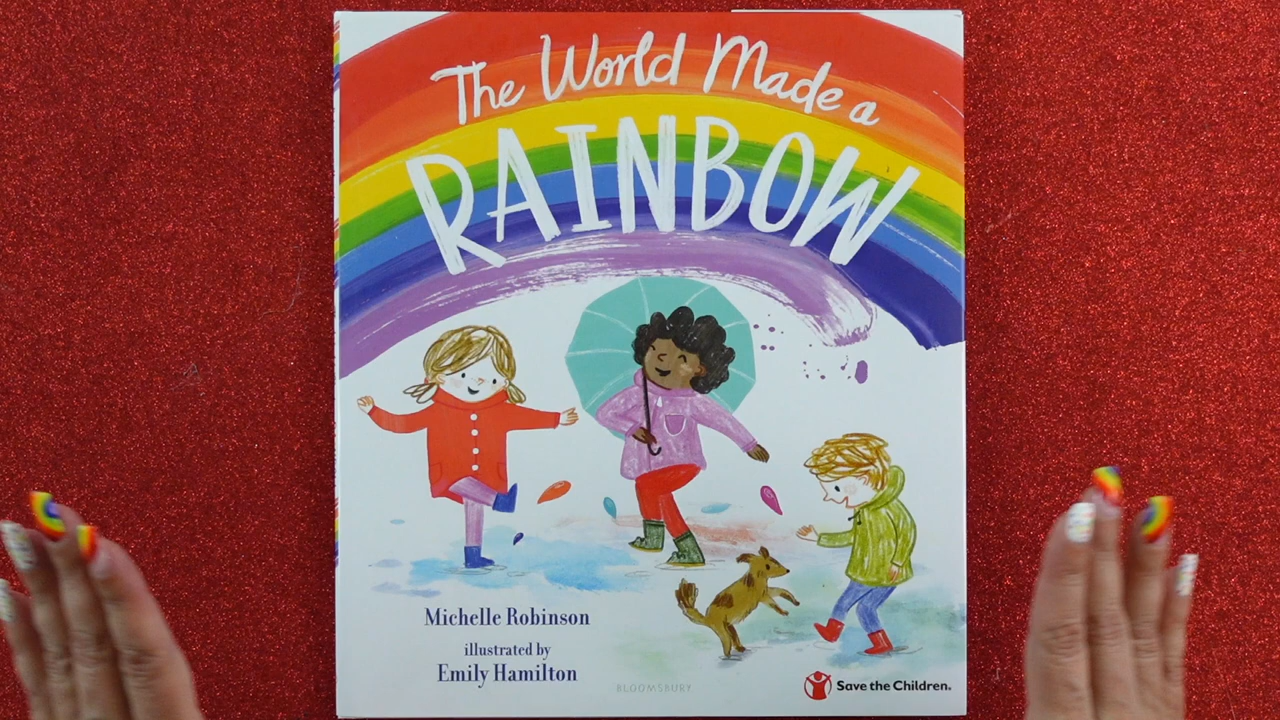 The World Made a
RAINBOW
Michelle Robinson
illustrated by
Emily Hamilton
BLOOMSBURY
Save the Children.